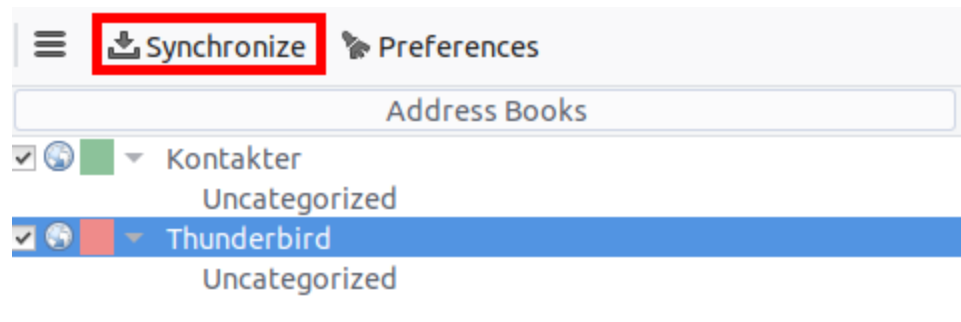 Synchronize Preferences
Address Books
Kontakter
Uncategorized
Thunderbird
Uncategorized